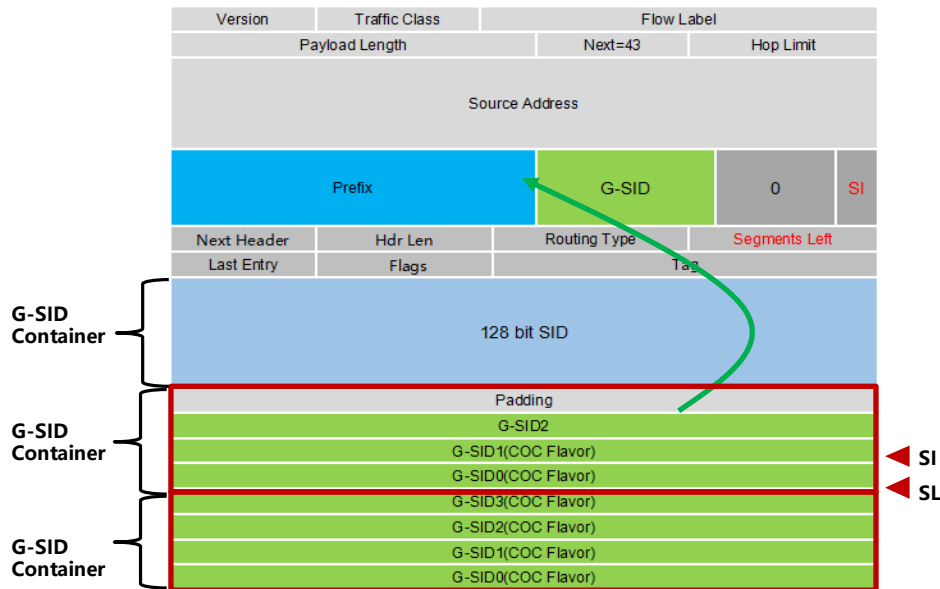 Version Traffic Class Flow Label
Payload Length Next=43 Hop Limit
Source Address
Prefix G-SID 0 SI
Next Header Hdr Len Routing Type Segments Left
Last Entry Flags Tag
G-SID
Container
128 bit SID
Padding
G-SID2
G-SID
Container
G-SID1(COC Flavor)
SI
G-SID0(COC Flavor)
SL
G-SID3(COC Flavor)
G-SID2(COC Flavor)
G-SID
Container
G-SID1(COC Flavor)
G-SID0(COC Flavor)